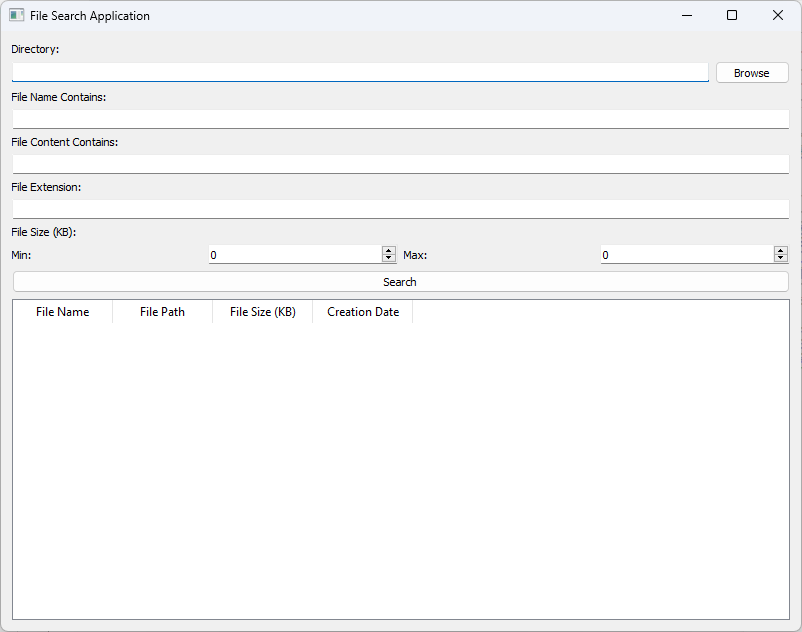 File Search Application
Directory:
Browse
File Name Contains:
File Content Contains:
File Extension:
File Size (KB):
Min: 0 Max: 0
Search
File Name File Path File Size (KB) Creation Date